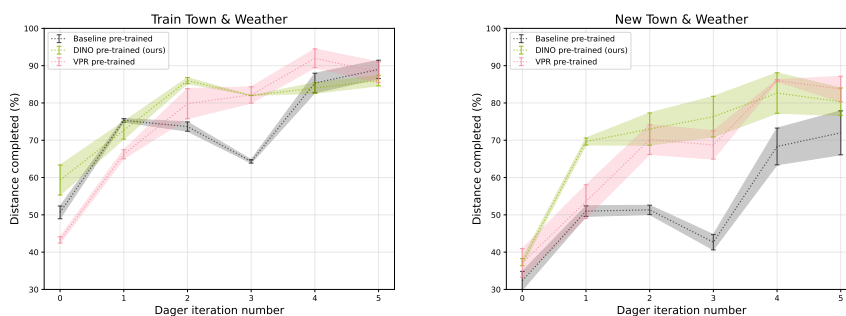 Train Town & Weather
Distance completed (%)
90
80
70
60
50
40
30
Baseline pre-trained
DINO pre-trained (ours)
VPR pre-trained
0 1 2 3 4 5
Dager iteration number
New Town & Weather
Distance completed (%)
100
90
80
70
60
50
40
30
Baseline pre-trained
DINO pre-trained (ours)
VPR pre-trained
0 1 2 3 4 5
Dager iteration number
100